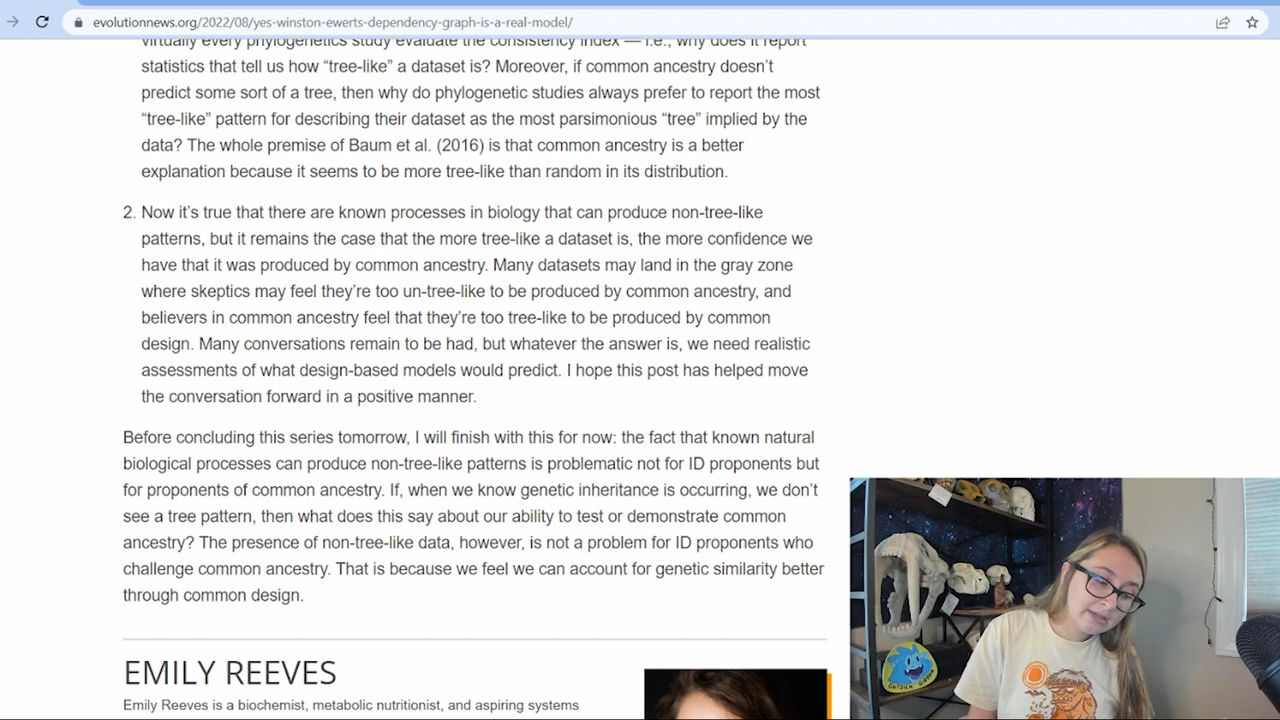 evolutionnews.org/2022/08/yes-winston-ewerts-dependency-graph-is-a-real-model/
virtually every phylogenetics study evaluate the consistency index — i.e., why does it report
statistics that tell us how “tree-like” a dataset is? Moreover, if common ancestry doesn’t
predict some sort of a tree, then why do phylogenetic studies always prefer to report the most
“tree-like” pattern for describing their dataset as the most parsimonious “tree” implied by the
data? The whole premise of Baum et al. (2016) is that common ancestry is a better
explanation because it seems to be more tree-like than random in its distribution.
2. Now it’s true that there are known processes in biology that can produce non-tree-like
patterns, but it remains the case that the more tree-like a dataset is, the more confidence we
have that it was produced by common ancestry. Many datasets may land in the gray zone
where skeptics may feel they’re too un-tree-like to be produced by common ancestry, and
believers in common ancestry feel that they’re too tree-like to be produced by common
design. Many conversations remain to be had, but whatever the answer is, we need realistic
assessments of what design-based models would predict. I hope this post has helped move
the conversation forward in a positive manner.
Before concluding this series tomorrow, I will finish with this for now: the fact that known natural
biological processes can produce non-tree-like patterns is problematic not for ID proponents but
for proponents of common ancestry. If, when we know genetic inheritance is occurring, we don’t
see a tree pattern, then what does this say about our ability to test or demonstrate common
ancestry? The presence of non-tree-like data, however, is not a problem for ID proponents who
challenge common ancestry. That is because we feel we can account for genetic similarity better
through common design.
EMILY REEVES
Emily Reeves is a biochemist, metabolic nutritionist, and aspiring systems